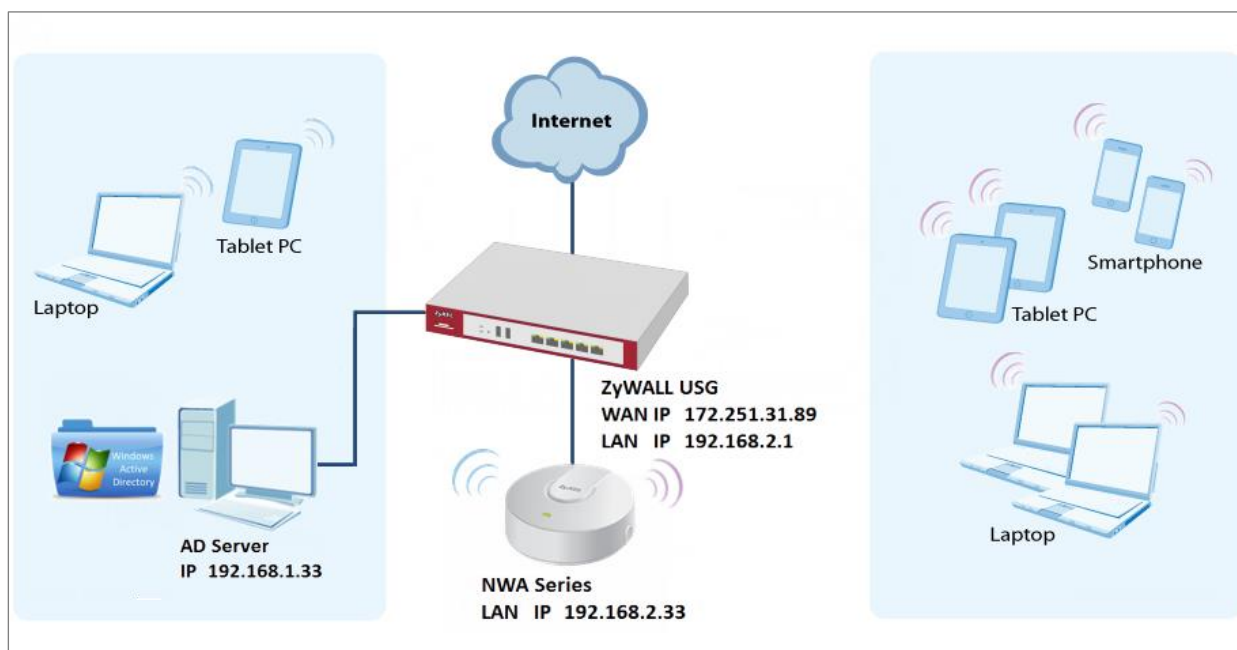 Internet
Tablet PC
Laptop
ZyXEL
ZyWALL USG
WAN IP 172.251.31.89
LAN IP 192.168.2.1
Windows
Active
Directory
AD Server
IP 192.168.1.33
ZyXEL
NWA Series
LAN IP 192.168.2.33
Smartphone
Tablet PC
Laptop